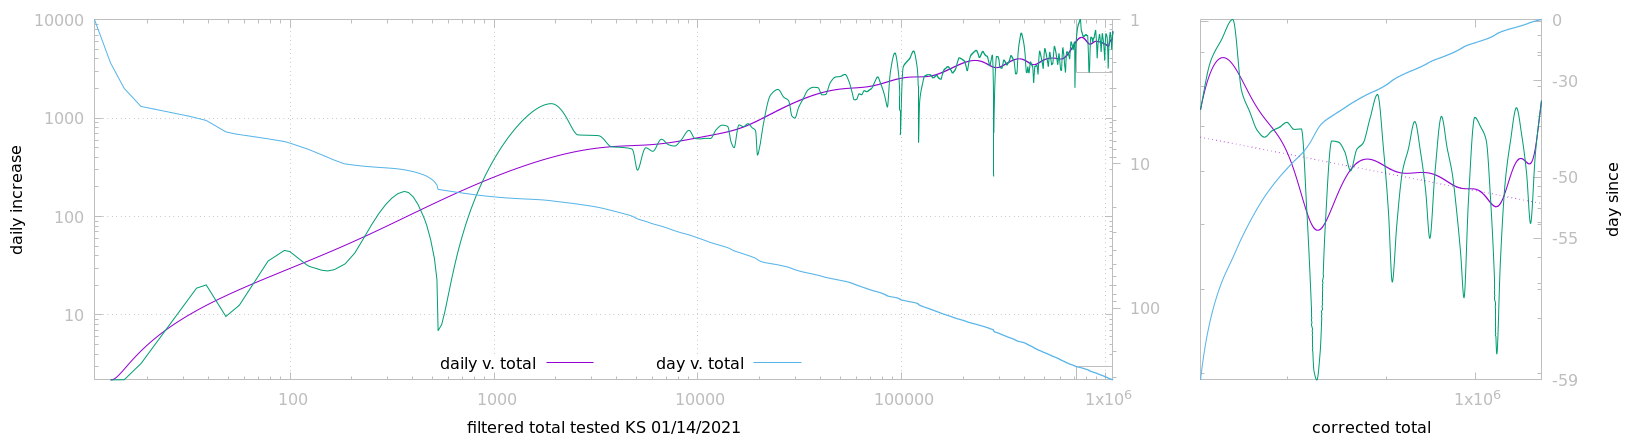 10000
1000
100
10
daily increase
1
10
100
daily v. total
day v. total
100
1000
10000
100000
1x10^6
filtered total tested KS 01/14/2021
0
-30
-50
-55
-59
day since
1x10^6
corrected total